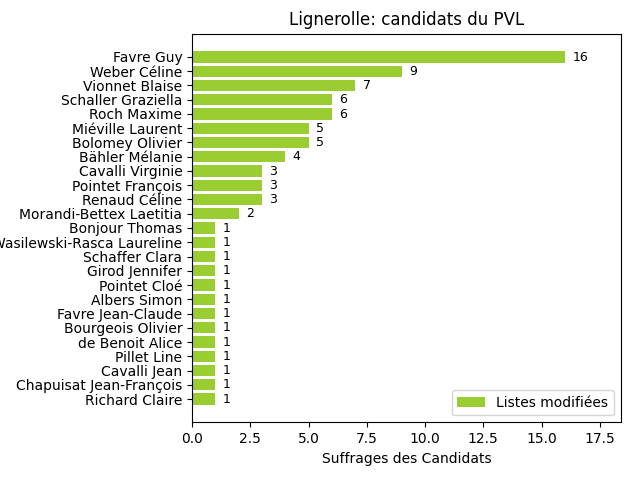 Lignerolle: candidats du PVL
Favre Guy 16
Weber Céline 9
Vionnet Blaise 7
Schaller Graziella 6
Roch Maxime 6
Miéville Laurent 5
Bolomey Olivier 5
Bähler Mélanie 4
Cavalli Virginie 3
Pointet François 3
Renaud Céline 3
Morandi-Bettex Laetitia 2
Bonjour Thomas 1
Wasilewski-Rasca Laureline 1
Schaffer Clara 1
Girod Jennifer 1
Pointet Cloé 1
Albers Simon 1
Favre Jean-Claude 1
Bourgeois Olivier 1
de Benoit Alice 1
Pillet Line 1
Cavalli Jean 1
Chapuisat Jean-François 1
Richard Claire 1
Listes modifiées
0.0 2.5 5.0 7.5 10.0 12.5 15.0 17.5
Suffrages des Candidats